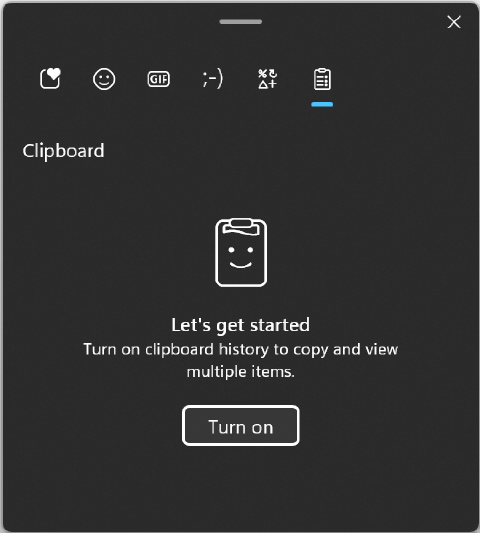 GIF
;-)
Clipboard
Let's get started
Turn on clipboard history to copy and view
multiple items.
Turn on